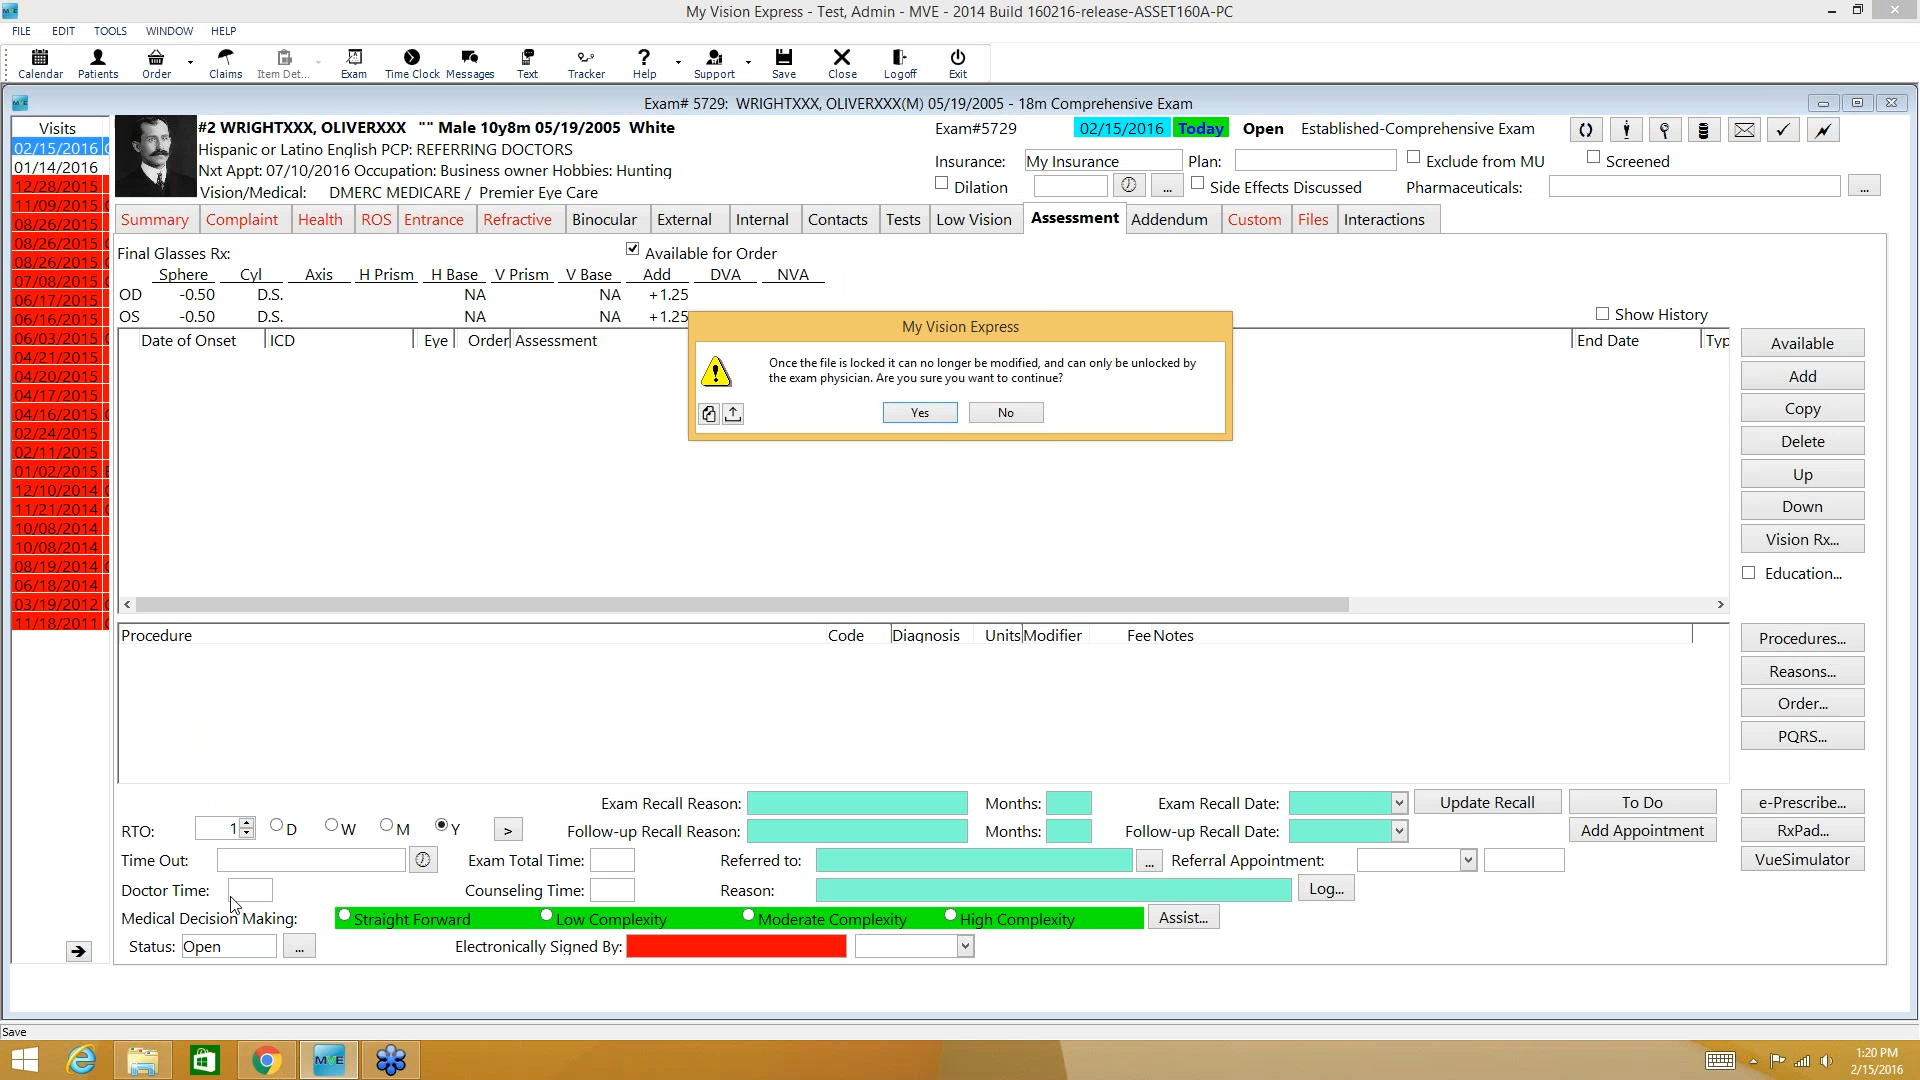 My Vision Express - Test, Admin - MVE - 2014 Build 160216-release-ASSET160A-PC
FILE EDIT TOOLS WINDOW HELP
Calendar Patients Order Claims Item Det... Exam Time Clock Messages Text Tracker Help Support Save Close Logoff Exit
Exam# 5729: WRIGHTXXX, OLIVERXXX(M) 05/19/2005 - 18m Comprehensive Exam
Visits
02/15/2016
01/14/2016
12/28/2015
11/09/2015
08/26/2015
08/26/2015
08/26/2015
07/08/2015
06/17/2015
06/16/2015
06/03/2015
04/21/2015
04/20/2015
04/17/2015
04/16/2015
02/24/2015
02/11/2015
01/02/2015
12/10/2014
11/21/2014
10/08/2014
10/08/2014
08/19/2014
06/18/2014
03/19/2012
11/18/2011
#2 WRIGHTXXX, OLIVERXXX "" Male 10y8m 05/19/2005 White
Hispanic or Latino English PCP: REFERRING DOCTORS
Nxt Appt: 07/10/2016 Occupation: Business owner Hobbies: Hunting
Vision/Medical: DMERC MEDICARE / Premier Eye Care
Exam#5729 02/15/2016 Today Open Established-Comprehensive Exam
Insurance: My Insurance Plan: Exclude from MU Screened
Dilation ... Side Effects Discussed Pharmaceuticals: ...
Summary Complaint Health ROS Entrance Refractive Binocular External Internal Contacts Tests Low Vision Assessment Addendum Custom Files Interactions
Final Glasses Rx: Available for Order
Sphere Cyl Axis H Prism H Base V Prism V Base Add DVA NVA
OD -0.50 D.S. NA NA +1.25
OS -0.50 D.S. NA NA +1.25
Show History
Date of Onset ICD Eye Order Assessment End Date Typ
My Vision Express
Once the file is locked it can no longer be modified, and can only be unlocked by
the exam physician. Are you sure you want to continue?
Yes No
Available
Add
Copy
Delete
Up
Down
Vision Rx...
Education...
Procedure Code Diagnosis Units Modifier Fee Notes
Procedures...
Reasons...
Order...
PQRS...
Exam Recall Reason: Months: Exam Recall Date: Update Recall To Do e-Prescribe...
RTO: 1 D W M Y > Follow-up Recall Reason: Months: Follow-up Recall Date: Add Appointment RxPad...
Time Out: Exam Total Time: Referred to: ... Referral Appointment: VueSimulator
Doctor Time: Counseling Time: Reason: Log...
Medical Decision Making: Straight Forward Low Complexity Moderate Complexity High Complexity Assist...
Status: Open ... Electronically Signed By:
Save
MVE
1:20 PM
2/15/2016